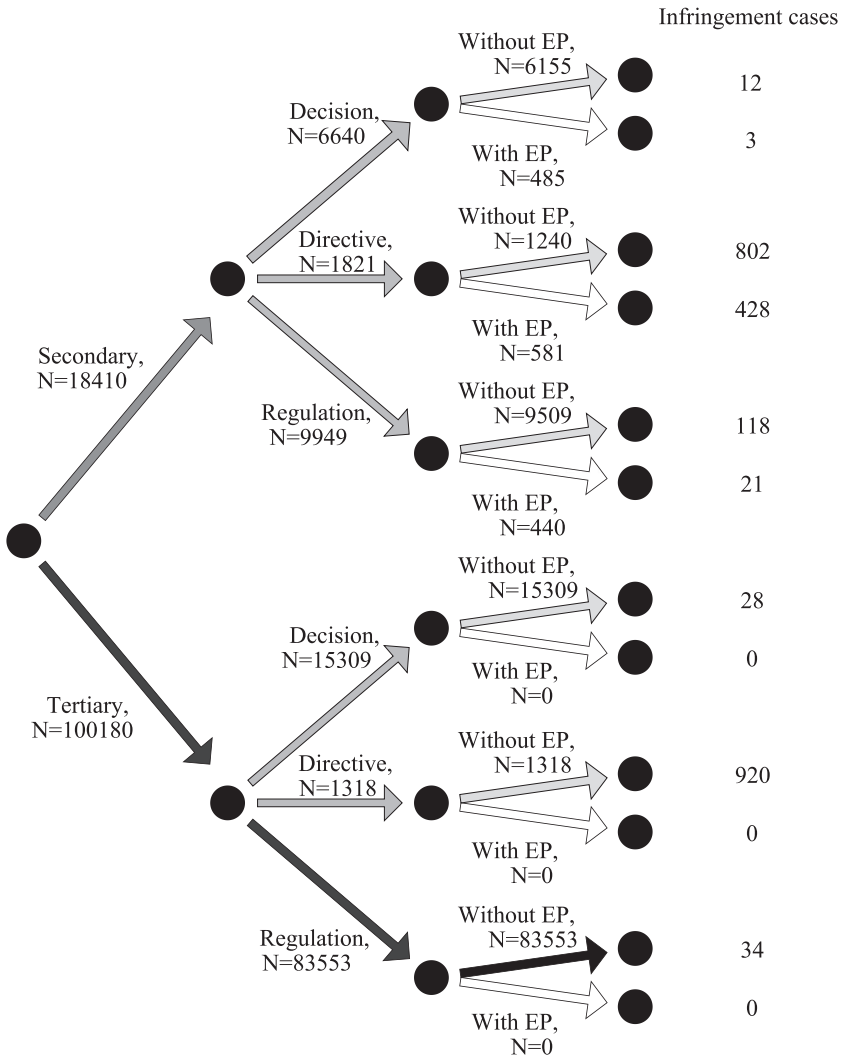 Infringement cases
Without EP,
N=6155
12
Decision,
N=6640
3
With EP,
N=485
Without EP,
N=1240
Directive,
N=1821
802
428
With EP,
N=581
Secondary,
N=18410
Without EP,
N=9509
Regulation,
N=9949
118
21
With EP,
N=440
Without EP,
N=15309
28
Decision,
N=15309
0
With EP,
N=0
Tertiary,
N=100180
Without EP,
N=1318
Directive,
N=1318
920
0
With EP,
N=0
Without EP,
N=83553
Regulation,
N=83553
34
0
With EP,
N=0